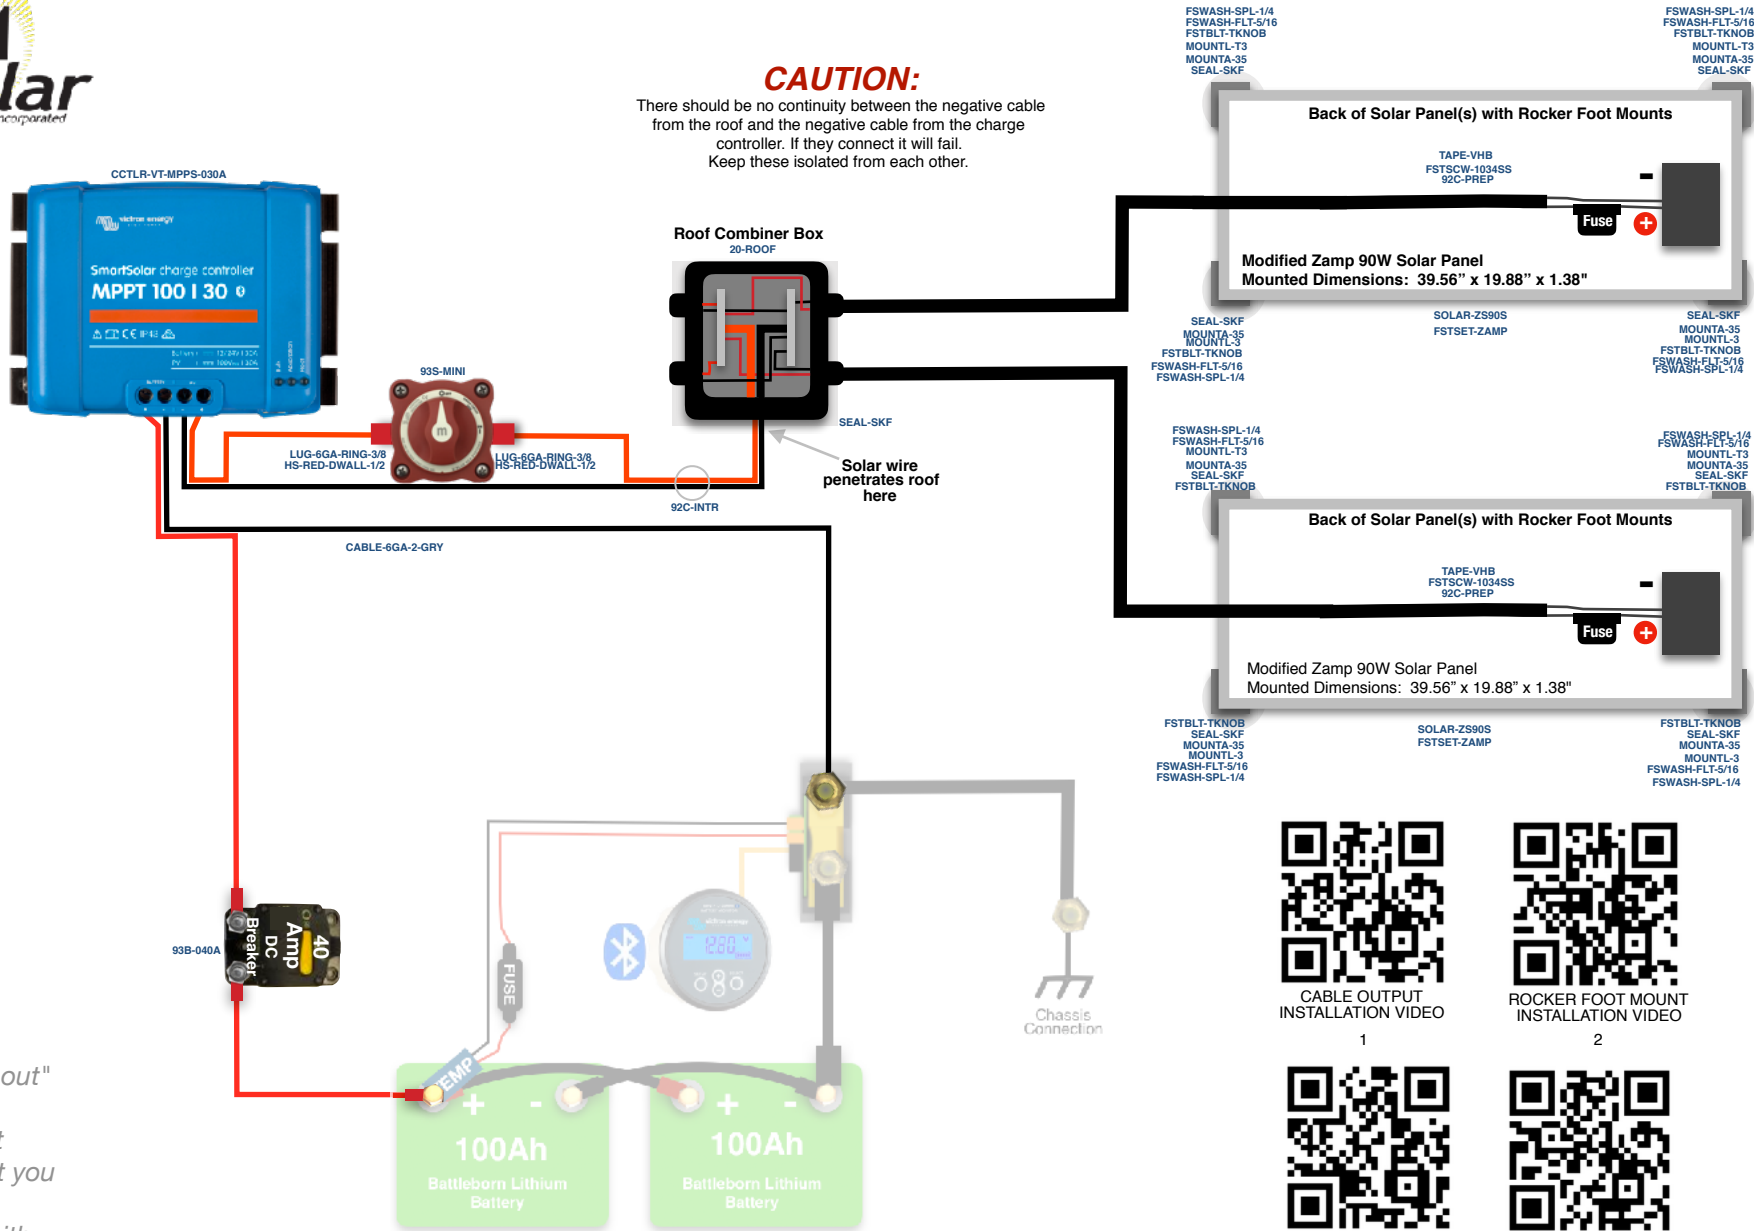 lar
incorporated
CAUTION:
There should be no continuity between the negative cable
from the roof and the negative cable from the charge
controller. If they connect it will fail.
Keep these isolated from each other.
CCTLR-VT-MPPS-030A
victron energy
SmartSolar charge controller
MPPT 100 | 30
93S-MINI
LUG-6GA-RING-3/8
HS-RED-DWALL-1/2
LUG-6GA-RING-3/8
HS-RED-DWALL-1/2
m
Roof Combiner Box
20-ROOF
SEAL-SKF
Solar wire
penetrates roof
here
92C-INTR
CABLE-6GA-2-GRY
FSWASH-SPL-1/4
FSWASH-FLT-5/16
FSTBLT-TKNOB
MOUNTL-T3
MOUNTA-35
SEAL-SKF
FSWASH-SPL-1/4
FSWASH-FLT-5/16
FSTBLT-TKNOB
MOUNTL-T3
MOUNTA-35
SEAL-SKF
Back of Solar Panel(s) with Rocker Foot Mounts
TAPE-VHB
FSTSCW-1034SS
92C-PREP
-
Fuse
+
Modified Zamp 90W Solar Panel
Mounted Dimensions: 39.56” x 19.88” x 1.38"
SEAL-SKF
MOUNTA-35
MOUNTL-3
FSTBLT-TKNOB
FSWASH-FLT-5/16
FSWASH-SPL-1/4
SOLAR-ZS90S
FSTSET-ZAMP
SEAL-SKF
MOUNTA-35
MOUNTL-3
FSTBLT-TKNOB
FSWASH-FLT-5/16
FSWASH-SPL-1/4
FSWASH-SPL-1/4
FSWASH-FLT-5/16
MOUNTL-T3
MOUNTA-35
SEAL-SKF
FSTBLT-TKNOB
FSWASH-SPL-1/4
FSWASH-FLT-5/16
MOUNTL-T3
MOUNTA-35
SEAL-SKF
FSTBLT-TKNOB
Back of Solar Panel(s) with Rocker Foot Mounts
TAPE-VHB
FSTSCW-1034SS
92C-PREP
-
Fuse
+
Modified Zamp 90W Solar Panel
Mounted Dimensions: 39.56” x 19.88” x 1.38"
FSTBLT-TKNOB
SEAL-SKF
MOUNTA-35
MOUNTL-3
FSWASH-FLT-5/16
FSWASH-SPL-1/4
SOLAR-ZS90S
FSTSET-ZAMP
FSTBLT-TKNOB
SEAL-SKF
MOUNTA-35
MOUNTL-3
FSWASH-FLT-5/16
FSWASH-SPL-1/4
93B-040A
40
Amp
DC
Breaker
FUSE
TEMP
12.80
Chassis
Connection
+ -
100Ah
Battleborn Lithium
Battery
+ -
100Ah
Battleborn Lithium
Battery
CABLE OUTPUT
INSTALLATION VIDEO
1
ROCKER FOOT MOUNT
INSTALLATION VIDEO
2
out"
t you